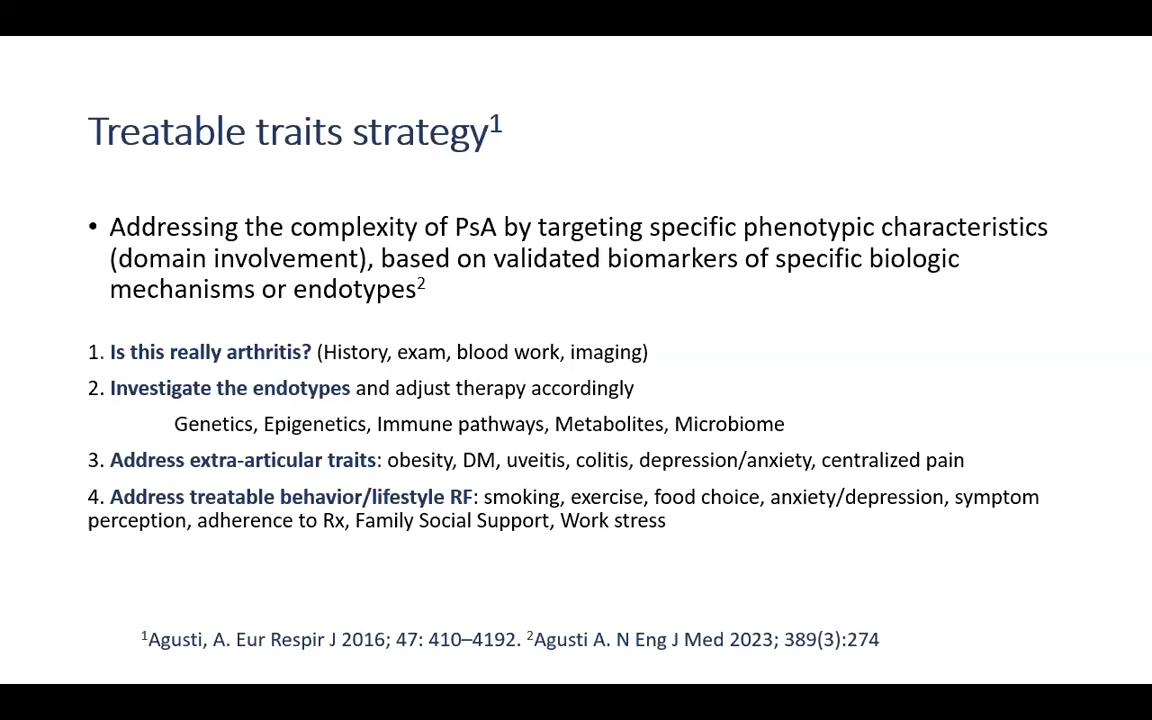 Treatable traits strategy¹
• Addressing the complexity of PsA by targeting specific phenotypic characteristics
(domain involvement), based on validated biomarkers of specific biologic
mechanisms or endotypes²
1. Is this really arthritis? (History, exam, blood work, imaging)
2. Investigate the endotypes and adjust therapy accordingly
Genetics, Epigenetics, Immune pathways, Metabolites, Microbiome
3. Address extra-articular traits: obesity, DM, uveitis, colitis, depression/anxiety, centralized pain
4. Address treatable behavior/lifestyle RF: smoking, exercise, food choice, anxiety/depression, symptom
perception, adherence to Rx, Family Social Support, Work stress
¹Agusti, A. Eur Respir J 2016; 47: 410–4192. ²Agusti A. N Eng J Med 2023; 389(3):274